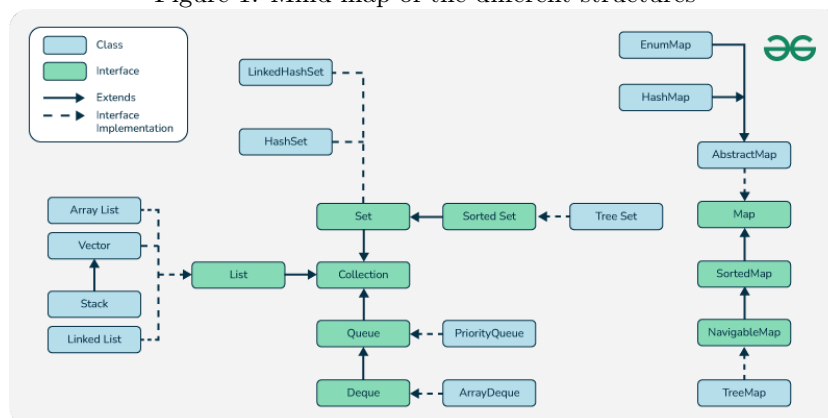 Figure 1: Mind map of the different structures
Class
Interface
Extends
Interface
Implementation
LinkedHashSet
HashSet
EnumMap
HashMap
AbstractMap
Array List
Vector
Stack
Linked List
List
Set
Sorted Set
Tree Set
Collection
Queue
PriorityQueue
Deque
ArrayDeque
Map
SortedMap
NavigableMap
TreeMap